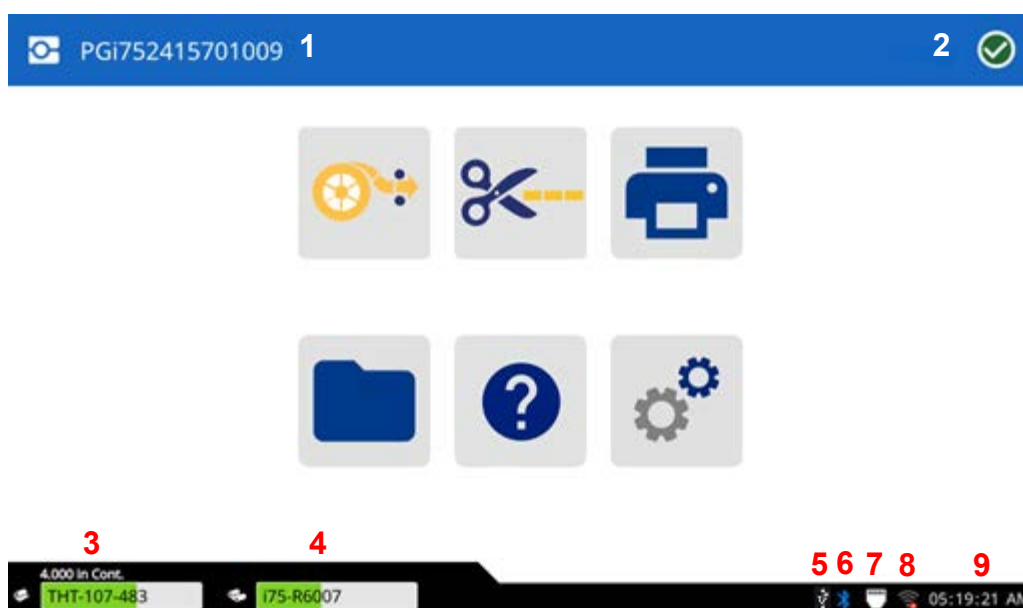 PGi752415701009 1 2
?
3 4
4.000 in Cont.
THT-107-483 i75-R6007
5 6 7 8 9
05:19:21 AM